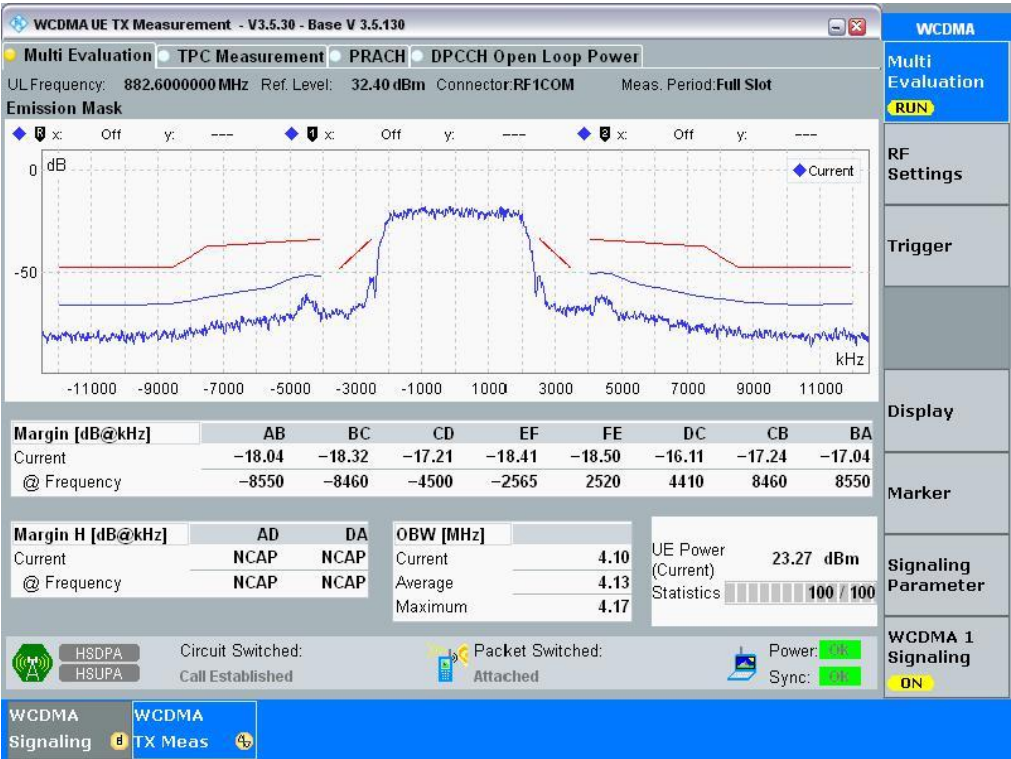 WCDMA UE TX Measurement - V3.5.30 - Base V 3.5.130
WCDMA
Multi Evaluation TPC Measurement PRACH DPCCH Open Loop Power
UL Frequency: 882.6000000 MHz Ref. Level: 32.40 dBm Connector:RF1COM Meas. Period:Full Slot
Emission Mask
R x: Off y: --- 1 x: Off y: --- 2 x: Off y: ---
dB
Current
0
-50
kHz
-11000 -9000 -7000 -5000 -3000 -1000 1000 3000 5000 7000 9000 11000
Margin [dB@kHz] AB BC CD EF FE DC CB BA
Current -18.04 -18.32 -17.21 -18.41 -18.50 -16.11 -17.24 -17.04
@ Frequency -8550 -8460 -4500 -2565 2520 4410 8460 8550
Margin H [dB@kHz] AD DA
Current NCAP NCAP
@ Frequency NCAP NCAP
OBW [MHz]
Current 4.10
Average 4.13
Maximum 4.17
UE Power
(Current) 23.27 dBm
Statistics 100 / 100
HSDPA
HSUPA
Circuit Switched:
Call Established
Packet Switched:
Attached
Power: OK
Sync: OK
Multi
Evaluation
RUN
RF
Settings
Trigger
Display
Marker
Signaling
Parameter
WCDMA 1
Signaling
ON
WCDMA
Signaling
WCDMA
TX Meas